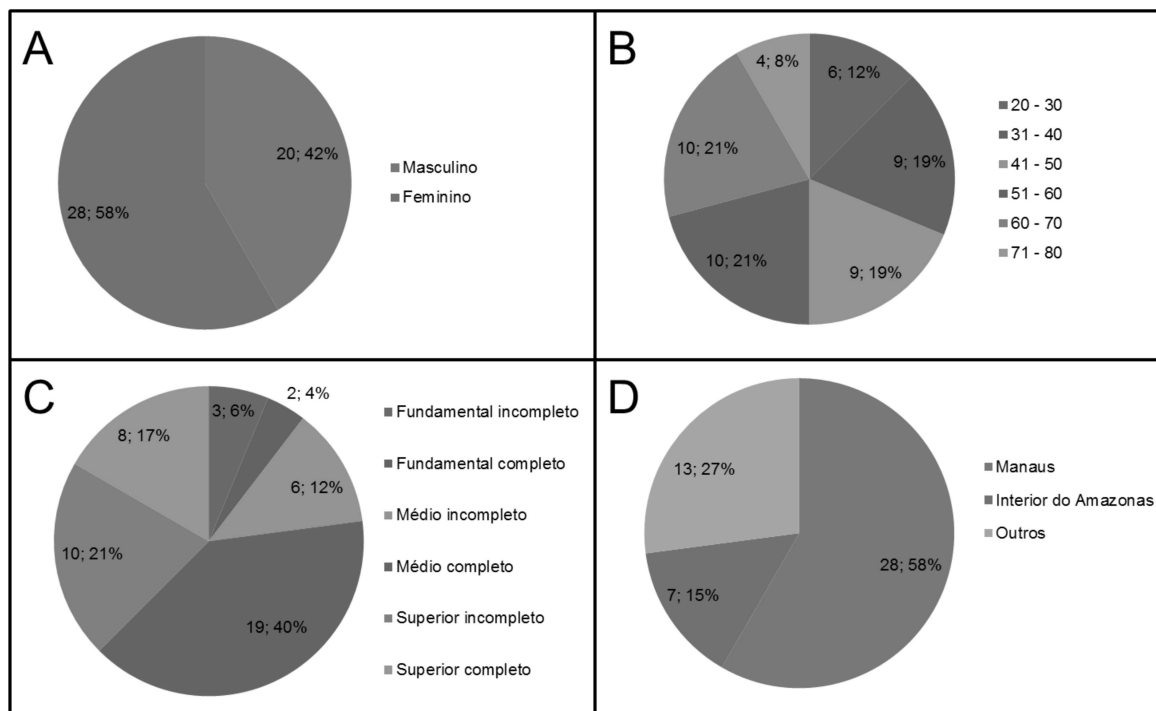 A
20; 42%
28; 58%
Masculino
Feminino
B
4; 8%
6; 12%
10; 21%
9; 19%
10; 21%
9; 19%
20 - 30
31 - 40
41 - 50
51 - 60
60 - 70
71 - 80
C
3; 6%
2; 4%
8; 17%
6; 12%
10; 21%
19; 40%
Fundamental incompleto
Fundamental completo
Médio incompleto
Médio completo
Superior incompleto
Superior completo
D
13; 27%
28; 58%
7; 15%
Manaus
Interior do Amazonas
Outros